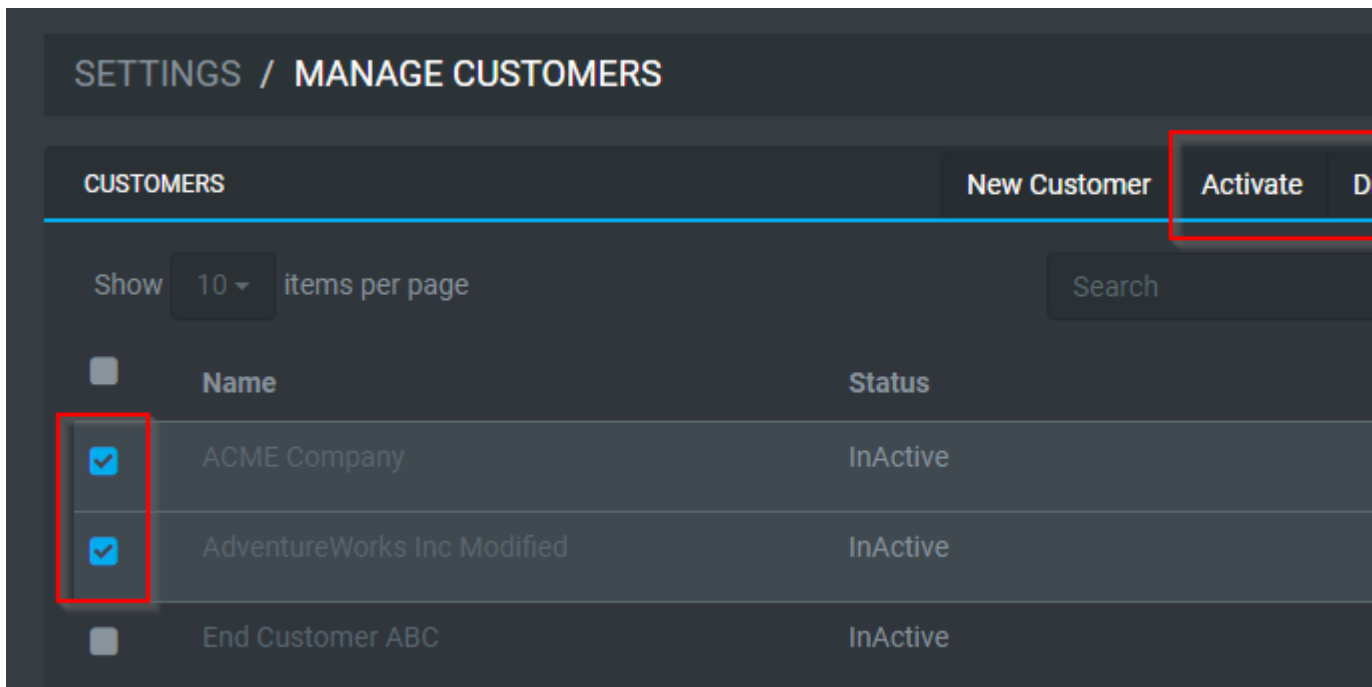 SETTINGS / MANAGE CUSTOMERS
CUSTOMERS New Customer Activate D
Show 10 items per page Search
Name Status
ACME Company InActive
AdventureWorks Inc Modified InActive
End Customer ABC InActive